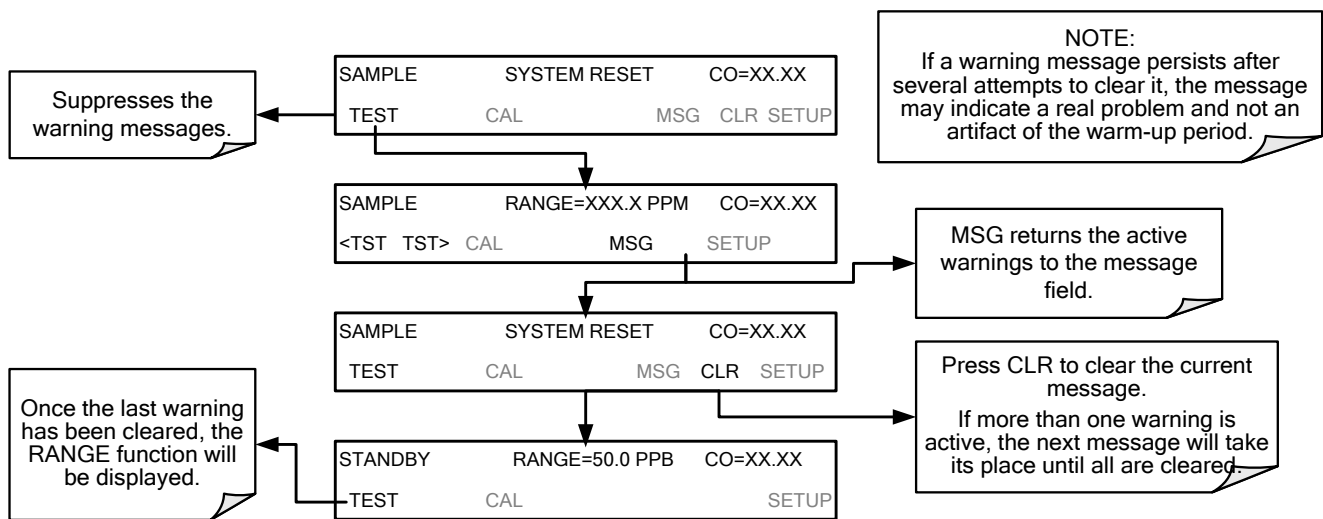 NOTE:
If a warning message persists after
several attempts to clear it, the message
may indicate a real problem and not an
artifact of the warm-up period.
Suppresses the
warning messages.
SAMPLE SYSTEM RESET CO=XX.XX
TEST CAL MSG CLR SETUP
SAMPLE RANGE=XXX.X PPM CO=XX.XX
<TST TST> CAL MSG SETUP
MSG returns the active
warnings to the message
field.
SAMPLE SYSTEM RESET CO=XX.XX
TEST CAL MSG CLR SETUP
Press CLR to clear the current
message.
If more than one warning is
active, the next message will take
its place until all are cleared.
Once the last warning
has been cleared, the
RANGE function will
be displayed.
STANDBY RANGE=50.0 PPB CO=XX.XX
TEST CAL SETUP